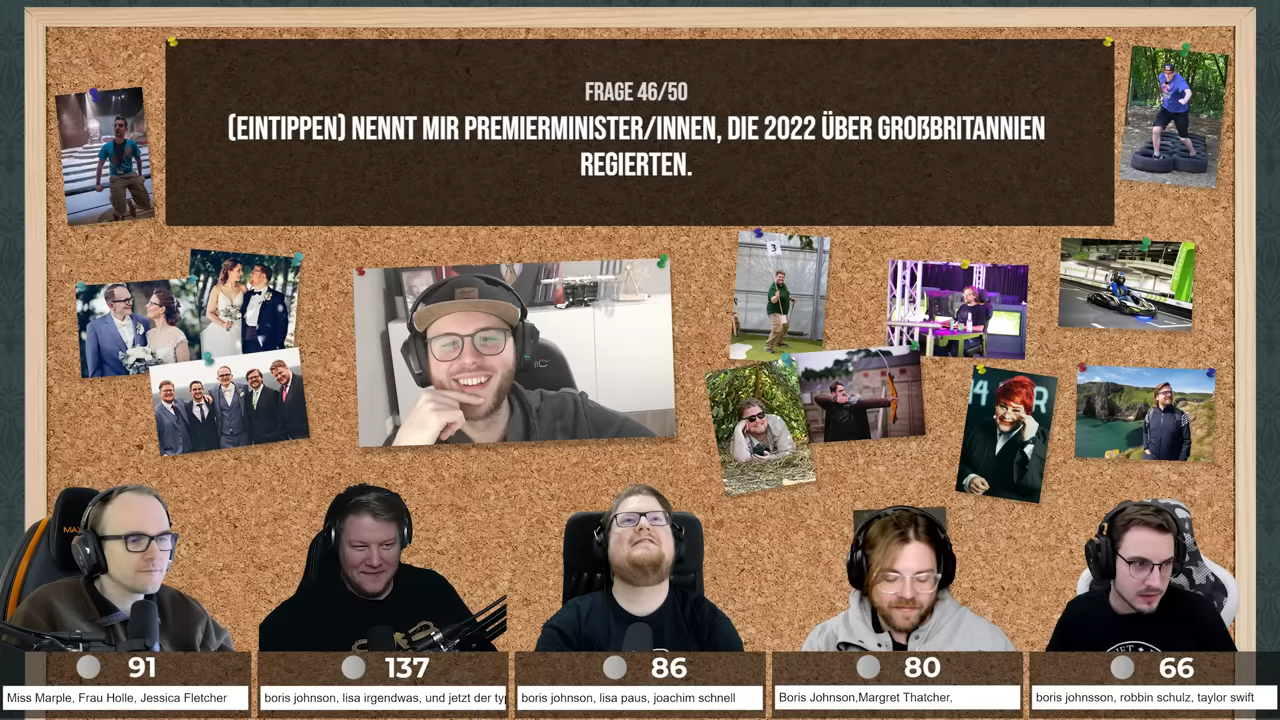 FRAGE 46/50
(EINTIPPEN) NENNT MIR PREMIERMINISTER/INNEN, DIE 2022 ÜBER GROẞBRITANNIEN
REGIERTEN.
3
91
137
86
80
66
Miss Marple, Frau Holle, Jessica Fletcher
boris johnson, lisa irgendwas, und jetzt der ty
boris johnson, lisa paus, joachim schnell
Boris Johnson,Margret Thatcher,
boris johnsson, robbin schulz, taylor swift